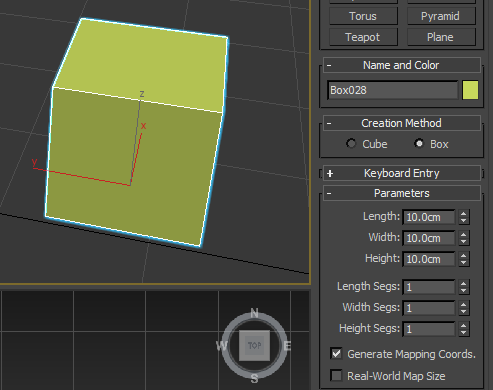 Torus Pyramid
Teapot Plane
- Name and Color
Box028
- Creation Method
Cube Box
+ Keyboard Entry
- Parameters
Length: 10.0cm
Width: 10.0cm
Height: 10.0cm
Length Segs: 1
Width Segs: 1
Height Segs: 1
Generate Mapping Coords.
Real-World Map Size
z
x
y
N
W TOP E
S